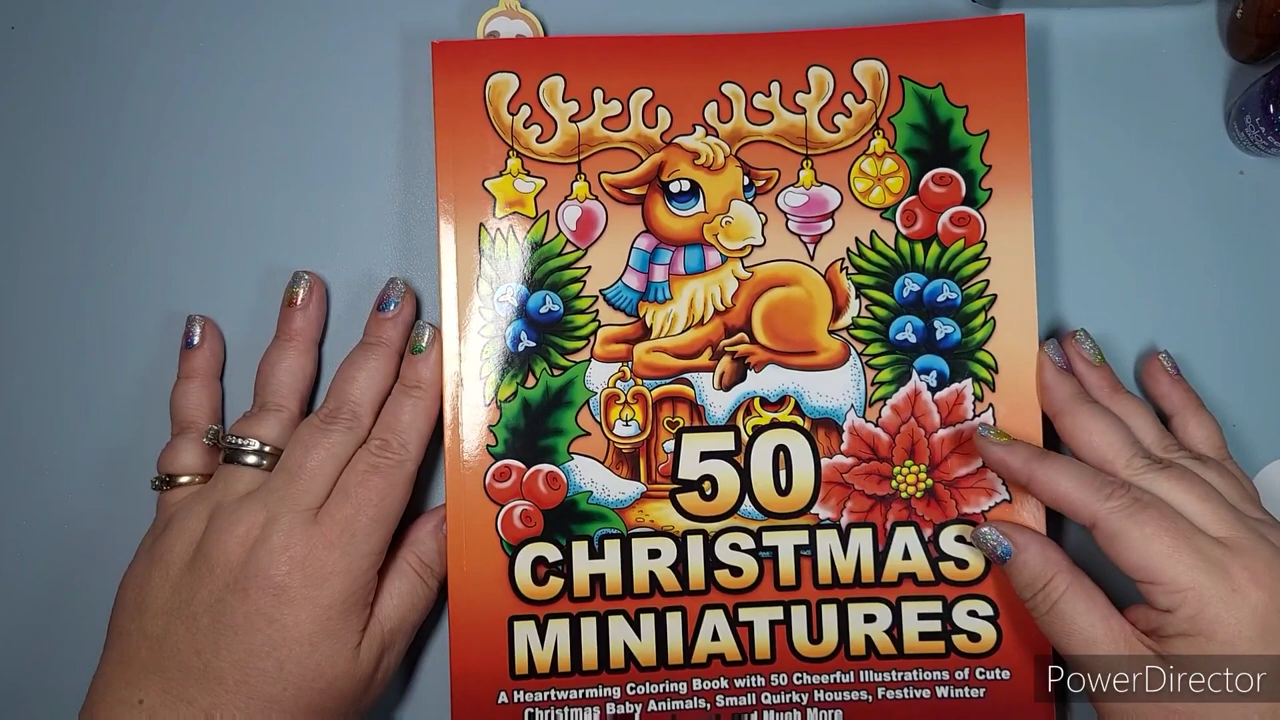 50
CHRISTMAS
MINIATURES
A Heartwarming Coloring Book with 50 Cheerful Illustrations of Cute
Christmas Baby Animals, Small Quirky Houses, Festive Winter
Much More
PowerDirector